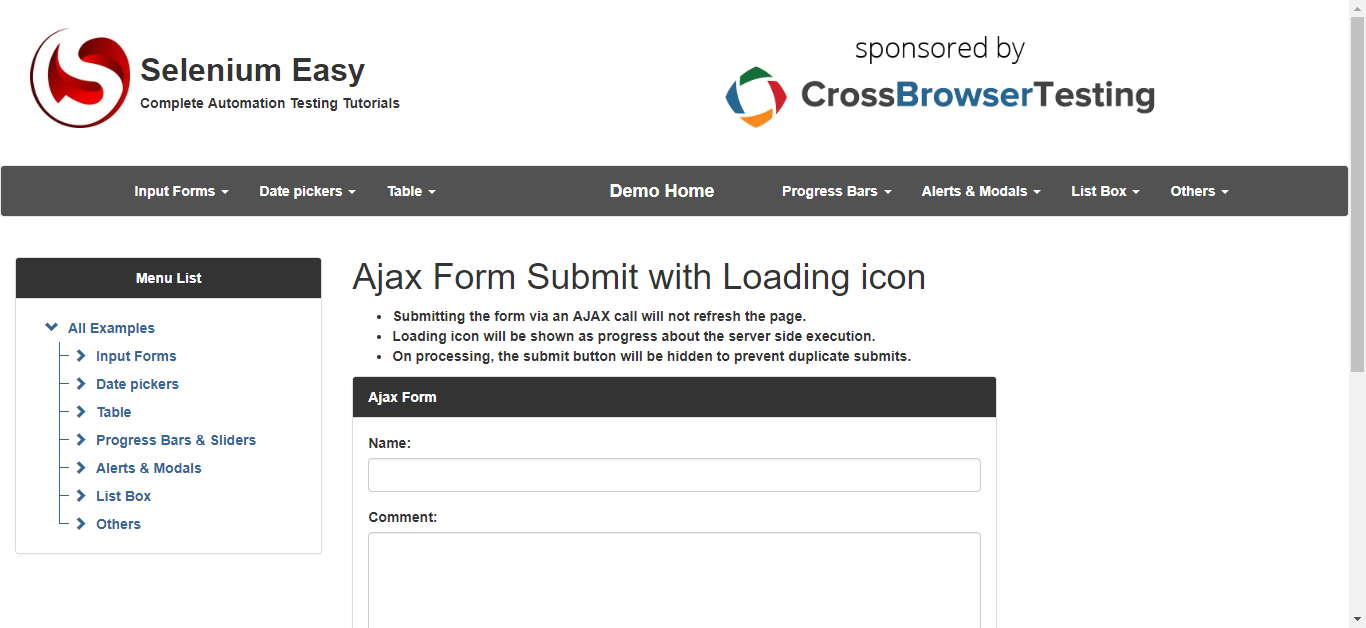 Selenium Easy
Complete Automation Testing Tutorials
sponsored by
CrossBrowserTesting
Input Forms Date pickers Table Demo Home Progress Bars Alerts & Modals List Box Others
Menu List
All Examples
Input Forms
Date pickers
Table
Progress Bars & Sliders
Alerts & Modals
List Box
Others
Ajax Form Submit with Loading icon
Submitting the form via an AJAX call will not refresh the page.
Loading icon will be shown as progress about the server side execution.
On processing, the submit button will be hidden to prevent duplicate submits.
Ajax Form
Name:
Comment: